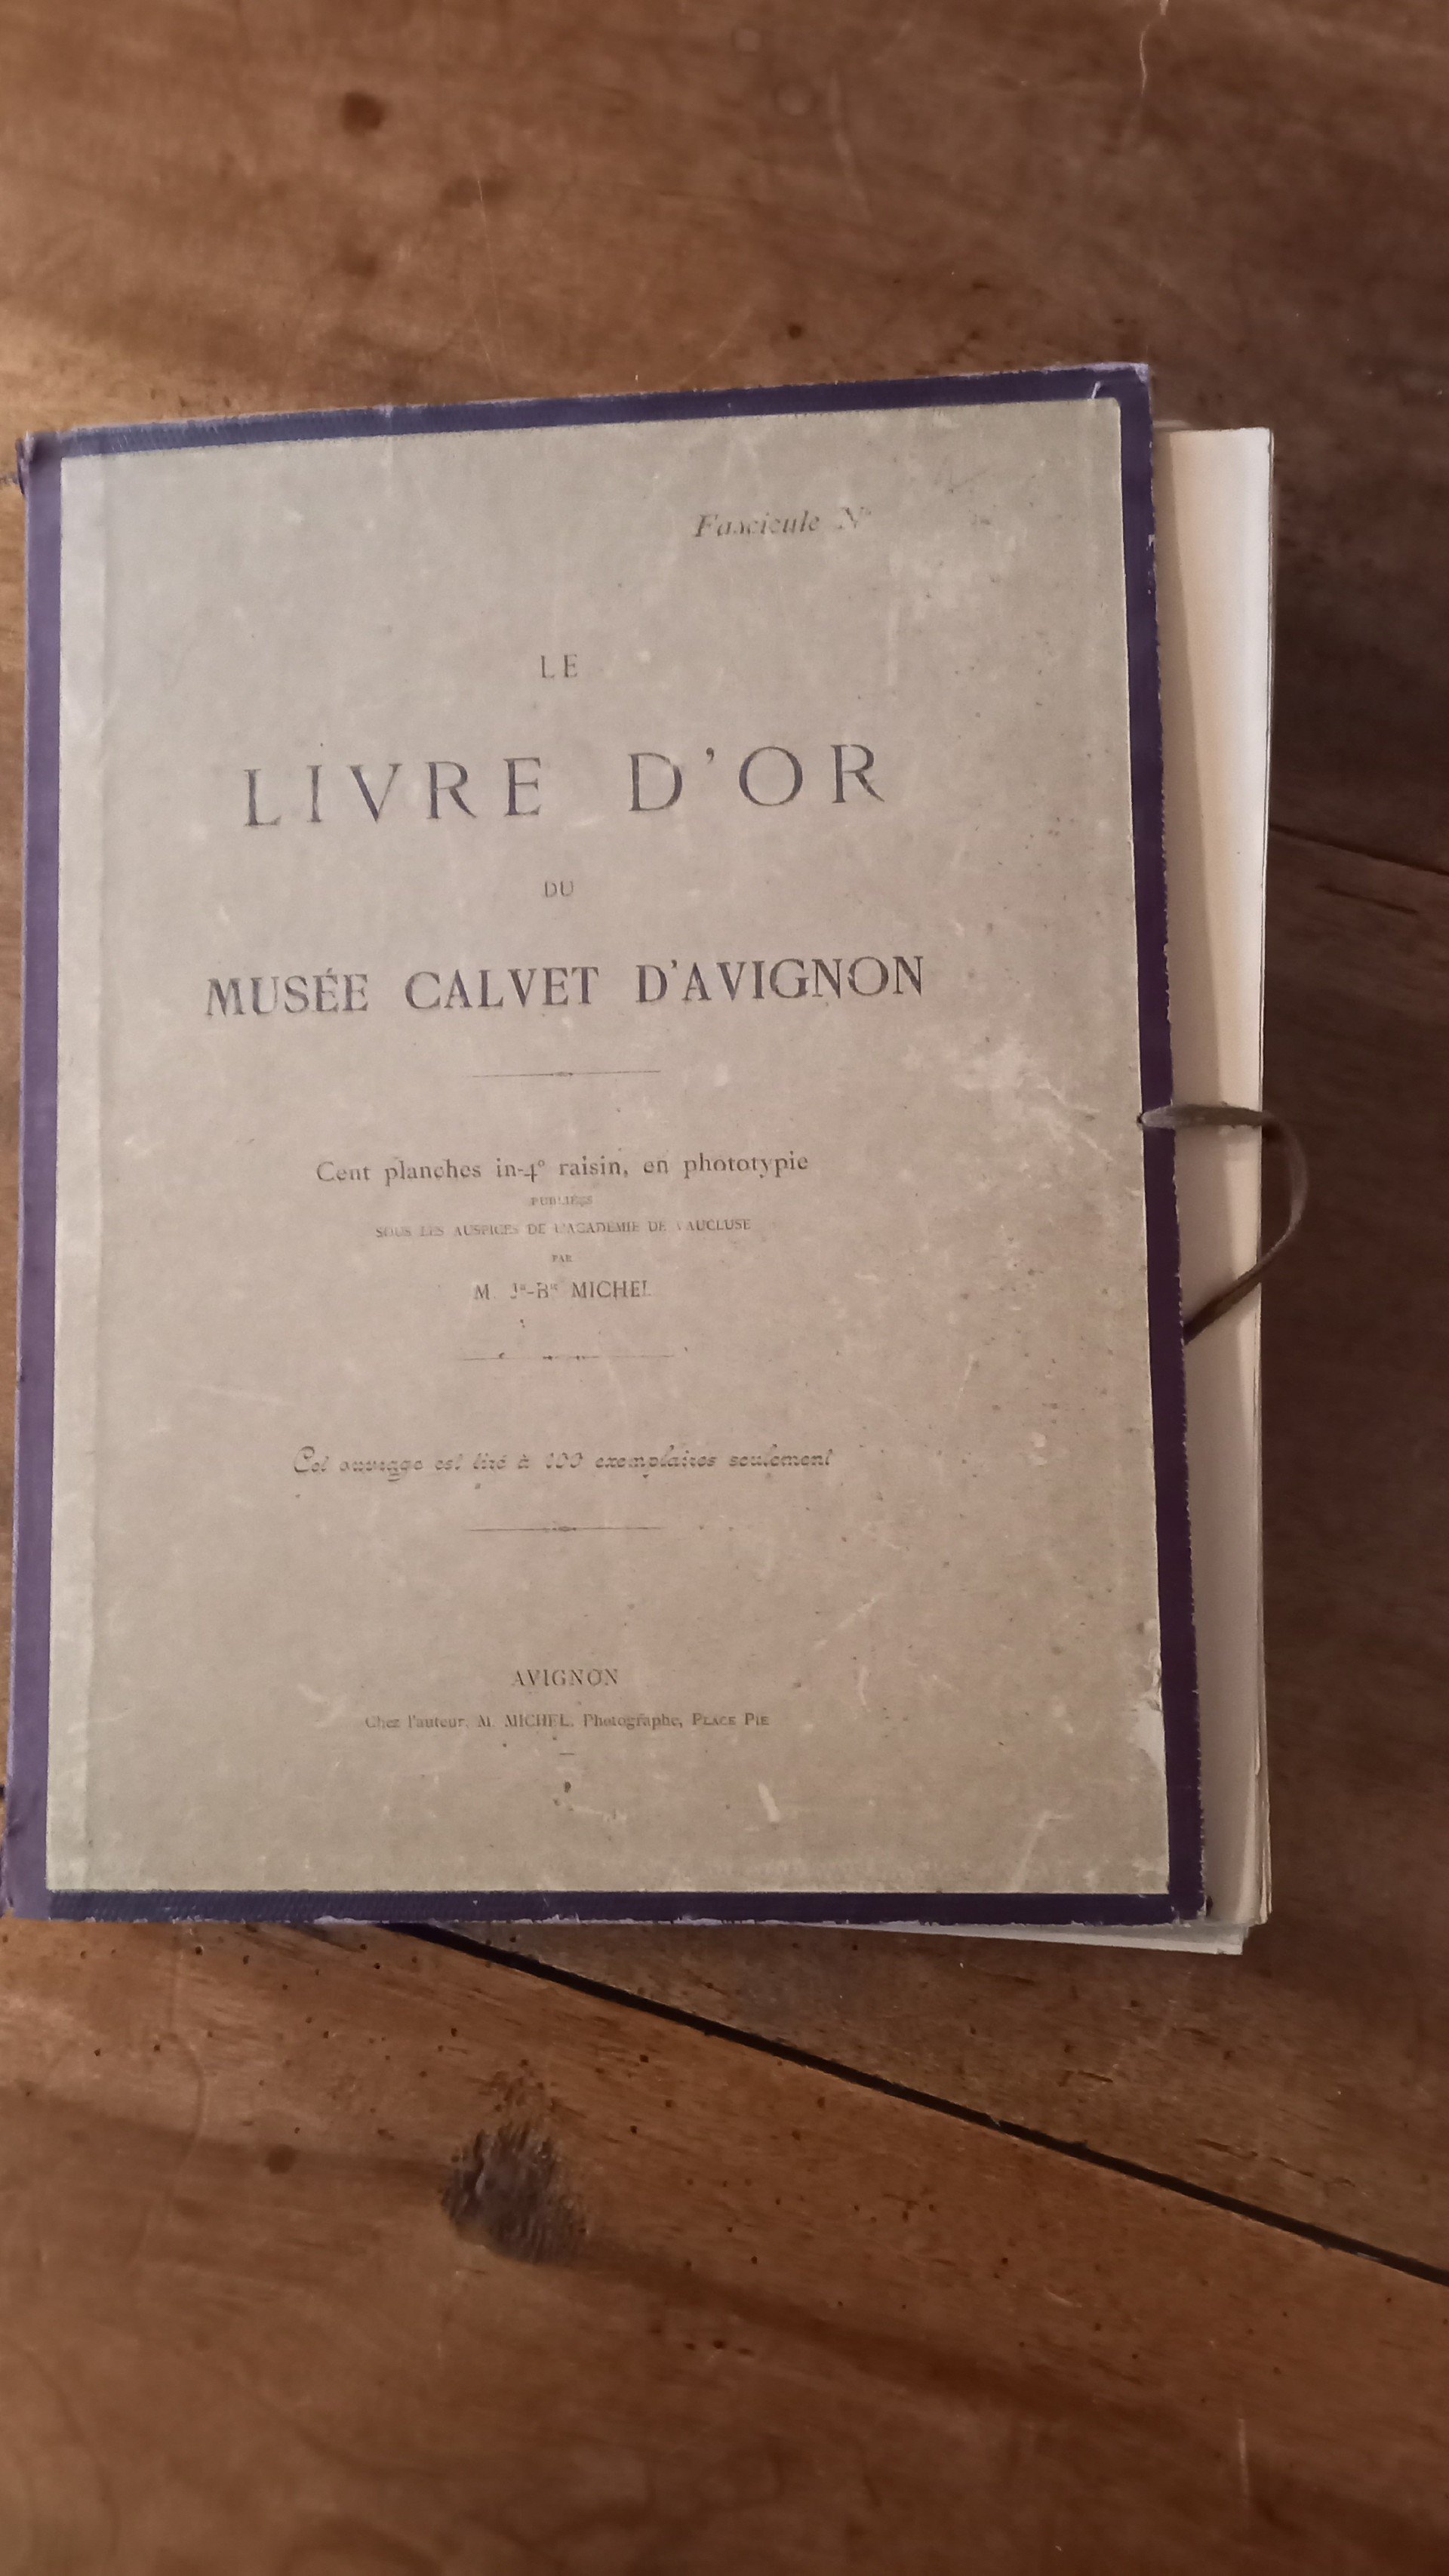 Fascicule N°
LE
LIVRE D'OR
DU
MUSÉE CALVET D'AVIGNON
Cent planches in-4° raisin, en phototypie
PUBLIÉES
SOUS LES AUSPICES DE L'ACADÉMIE DE VAUCLUSE
PAR
M. Jn-Bte MICHEL
Cet ouvrage est tiré à 100 exemplaires seulement
AVIGNON
Chez l'auteur, M. MICHEL, Photographe, PLACE PIE